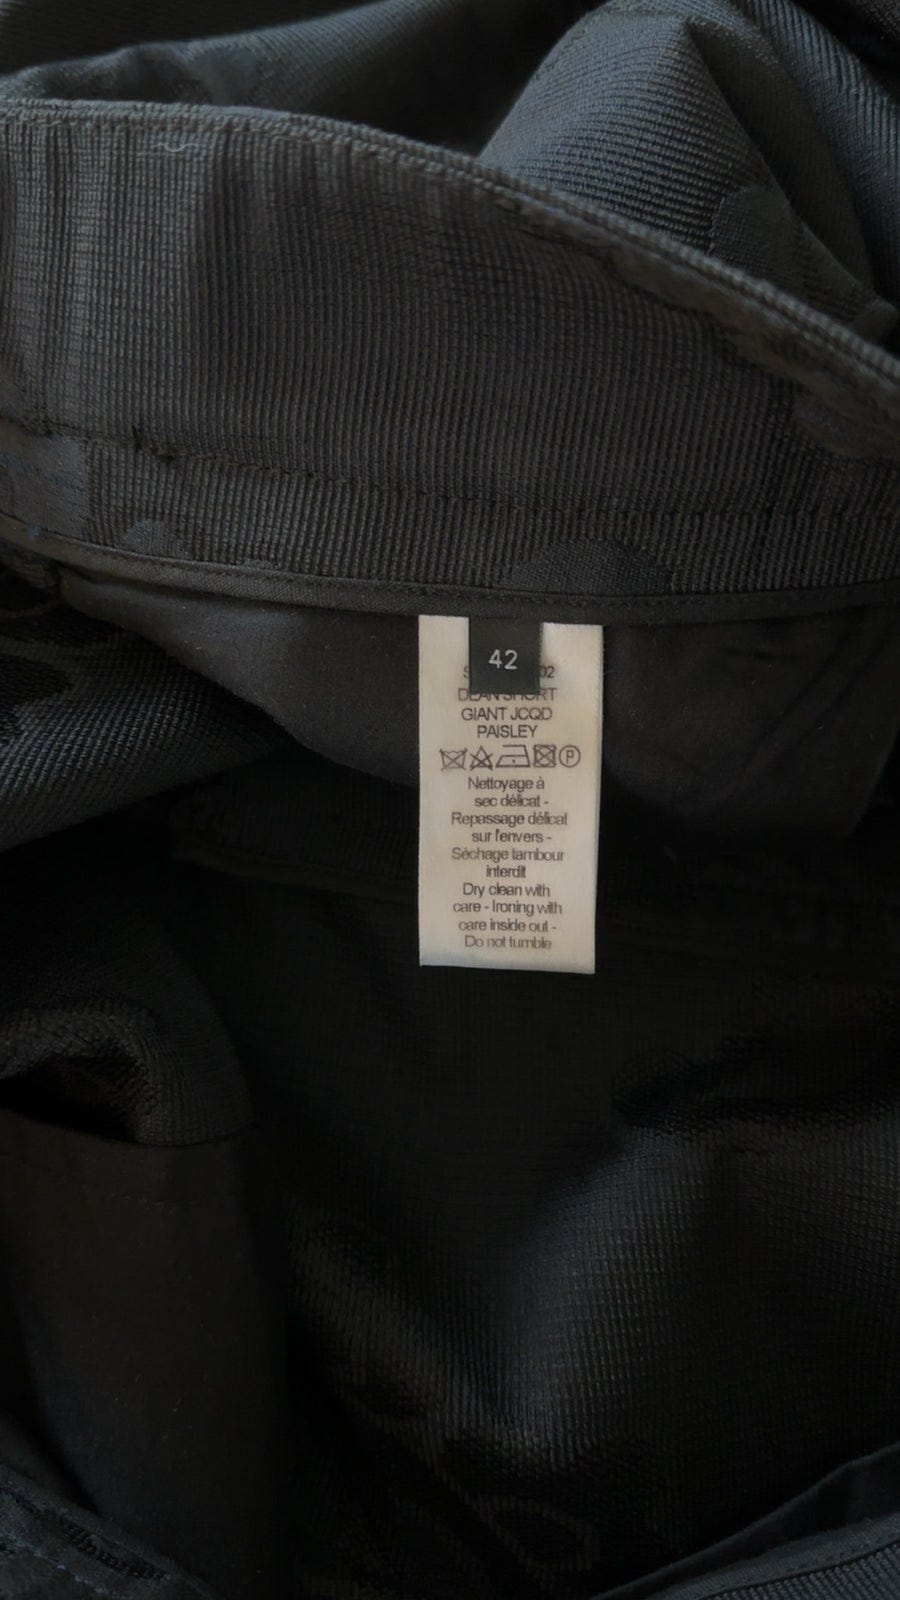 42
DEAN SHORT
GIANT JCQD
PAISLEY
P
Nettoyage à
sec délicat -
Repassage délicat
sur l'envers -
Séchage tambour
interdit
Dry clean with
care - Ironing with
care inside out -
Do not tumble